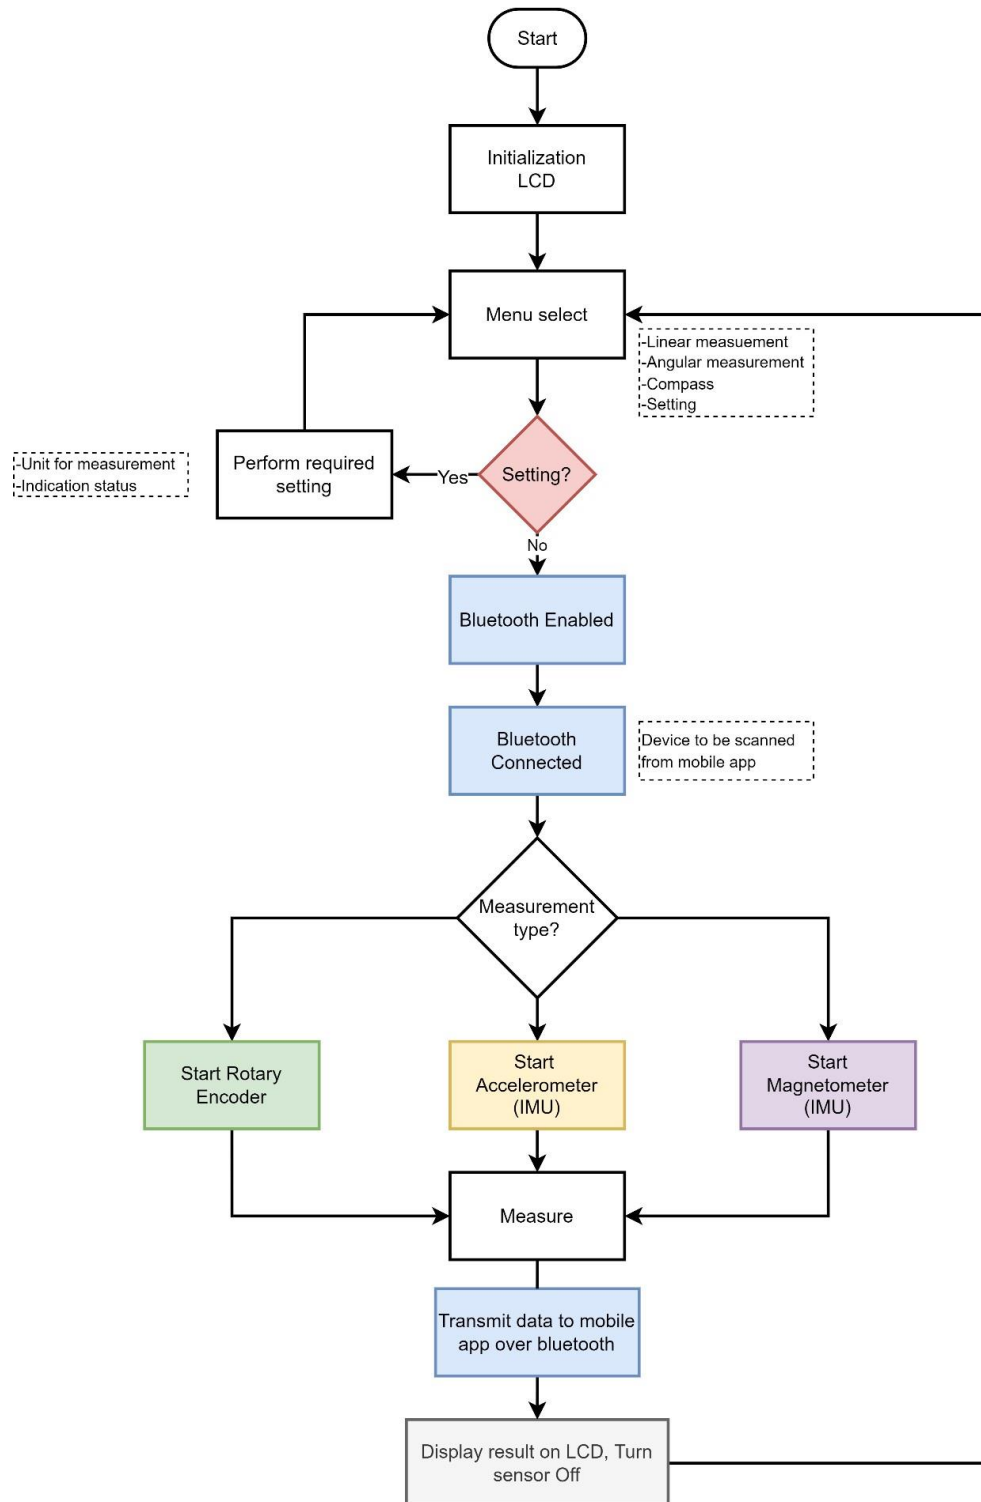 Start
Initialization
LCD
Menu select
-Linear measuement
-Angular measurement
-Compass
-Setting
-Unit for measurement
-Indication status
Perform required
setting
Yes
Setting?
No
Bluetooth Enabled
Bluetooth
Connected
Device to be scanned
from mobile app
Measurement
type?
Start Rotary
Encoder
Start
Accelerometer
(IMU)
Start
Magnetometer
(IMU)
Measure
Transmit data to mobile
app over bluetooth
Display result on LCD, Turn
sensor Off